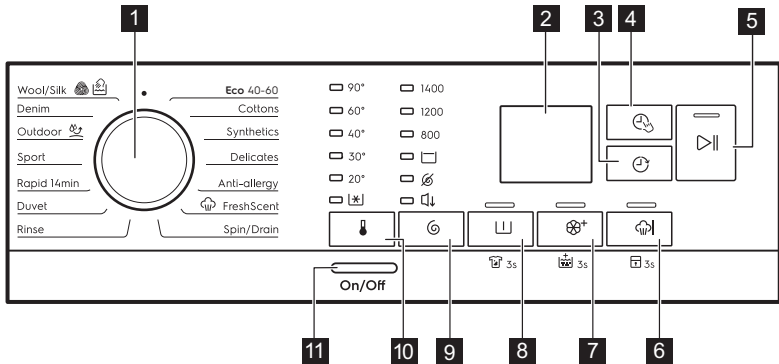 1
2
3
4
5
Wool/Silk
Denim
Outdoor
Sport
Rapid 14min
Duvet
Rinse
Eco 40-60
Cottons
Synthetics
Delicates
Anti-allergy
FreshScent
Spin/Drain
90° 1400
60° 1200
40° 800
30°
20°
3s 3s 3s
On/Off
11 10 9 8 7 6